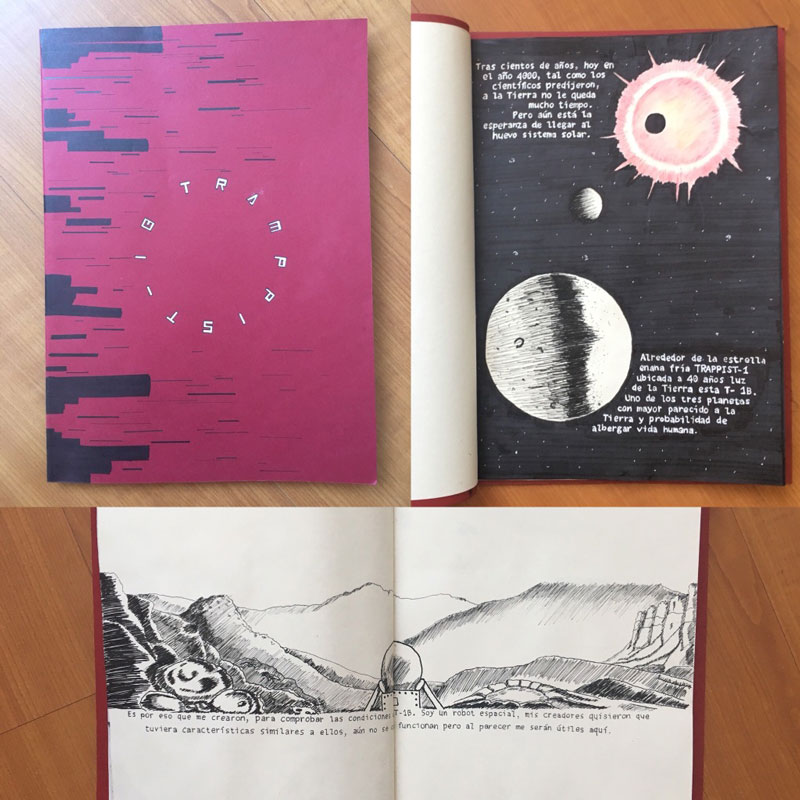 TRAMPPISTIIG
Tras cientos de años, hoy en
el año 4000, tal como los
científicos predijeron,
a la Tierra no le queda
mucho tiempo.
Pero aún está la
esperanza de llegar al
huevo sistema solar.
Alrededor de la estrolla
enana fría TRAPPIST-1
ubicada a 40 años luz
de la Tierra esta T- 1B.
Uno de los tres planetas
con mayor parecido a la
Tierra y probabilidad de
albergar vida humana.
Es por eso que me crearon, para comprobar las condiciones T-1B. Soy un robot espacial, mis creadores quisieron que
tuviera características similares a ellos, aún no se funcionan pero al parecer me serán útiles aquí.